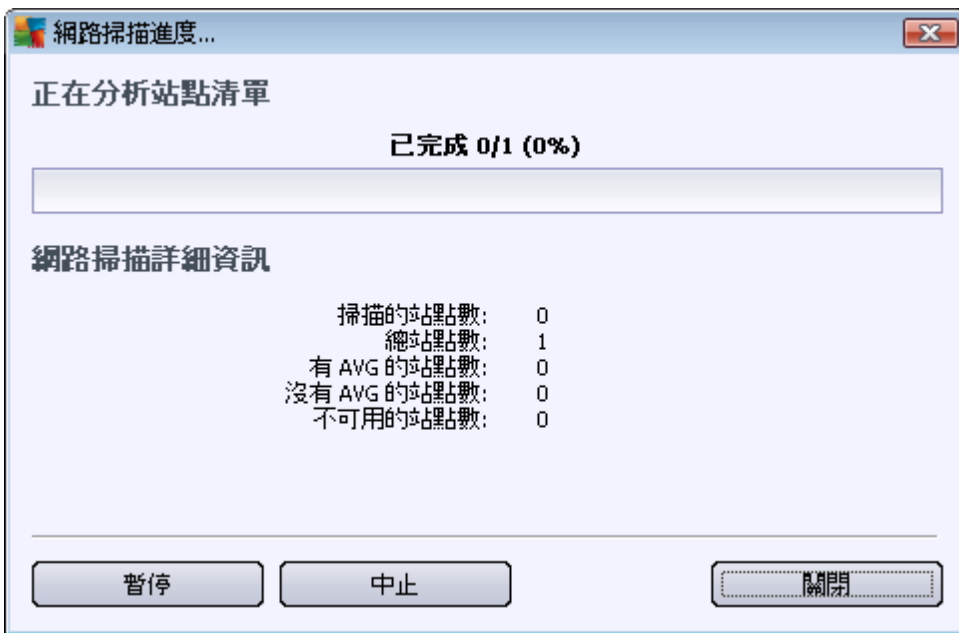 網路掃描進度...
正在分析站點清單
已完成 0/1 (0%)
網路掃描詳細資訊
掃描的站點數: 0
總站點數: 1
有 AVG 的站點數: 0
沒有 AVG 的站點數: 0
不可用的站點數: 0
暫停 中止 關閉